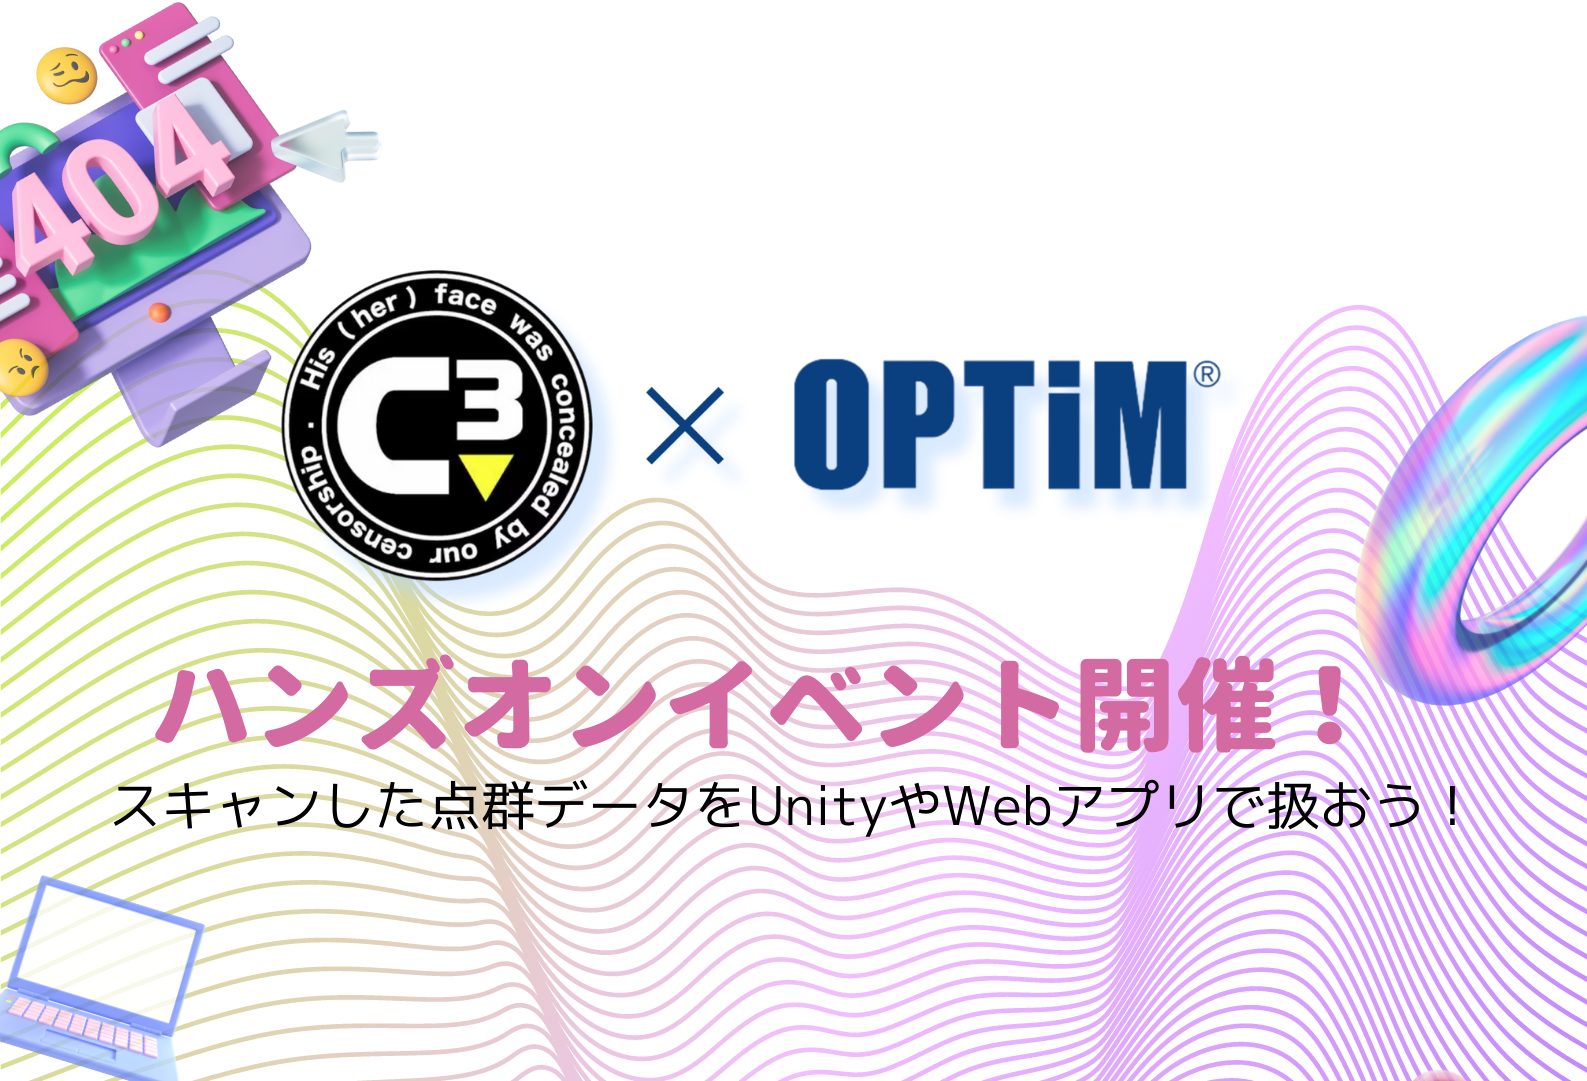 404
His (her) face was concealed by our censorship.
C3
×
OPTiM®
ハンズオンイベント開催！
スキャンした点群データをUnityやWebアプリで扱おう！